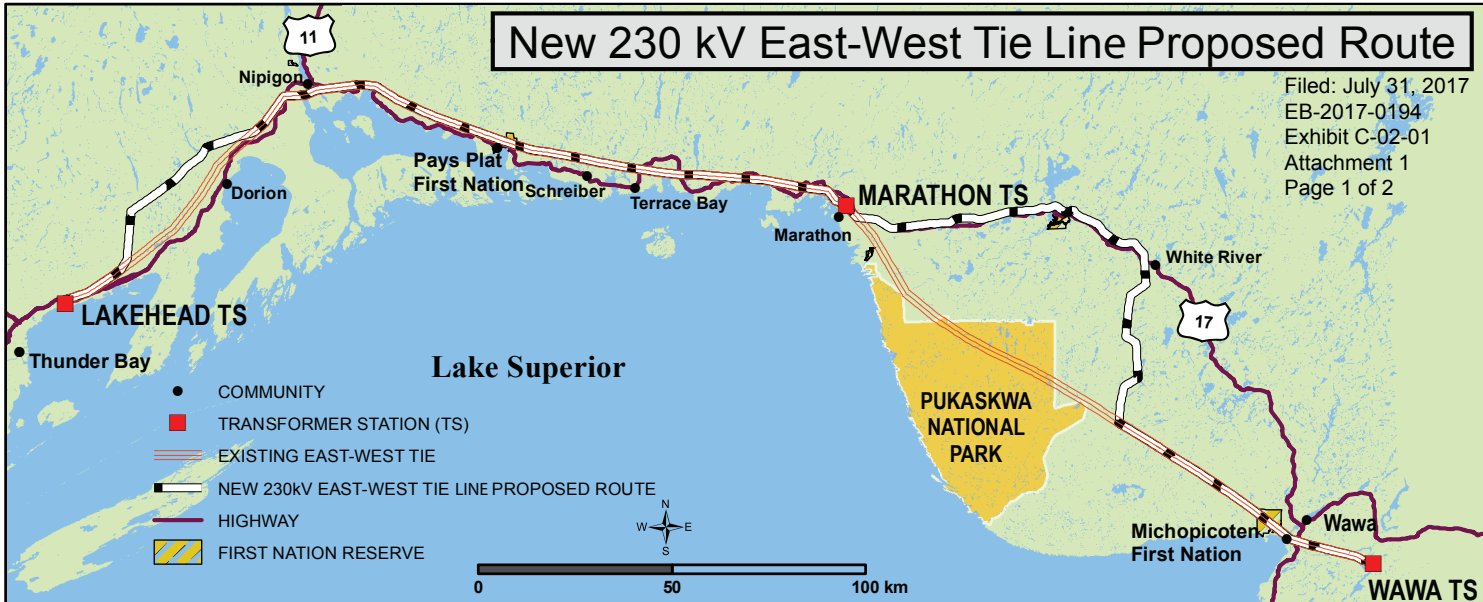 New 230 kV East-West Tie Line Proposed Route
Filed: July 31, 2017
EB-2017-0194
Exhibit C-02-01
Attachment 1
Page 1 of 2
11
Nipigon
Dorion
Pays Plat
First Nation
Schreiber
Terrace Bay
MARATHON TS
Marathon
White River
17
LAKEHEAD TS
Thunder Bay
Lake Superior
PUKASKWA
NATIONAL
PARK
Michopicoten
First Nation
Wawa
WAWA TS
COMMUNITY
TRANSFORMER STATION (TS)
EXISTING EAST-WEST TIE
NEW 230kV EAST-WEST TIE LINE PROPOSED ROUTE
HIGHWAY
FIRST NATION RESERVE
N
W E
S
0 50 100 km